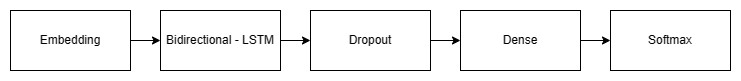 Embedding
Bidirectional - LSTM
Dropout
Dense
Softmax